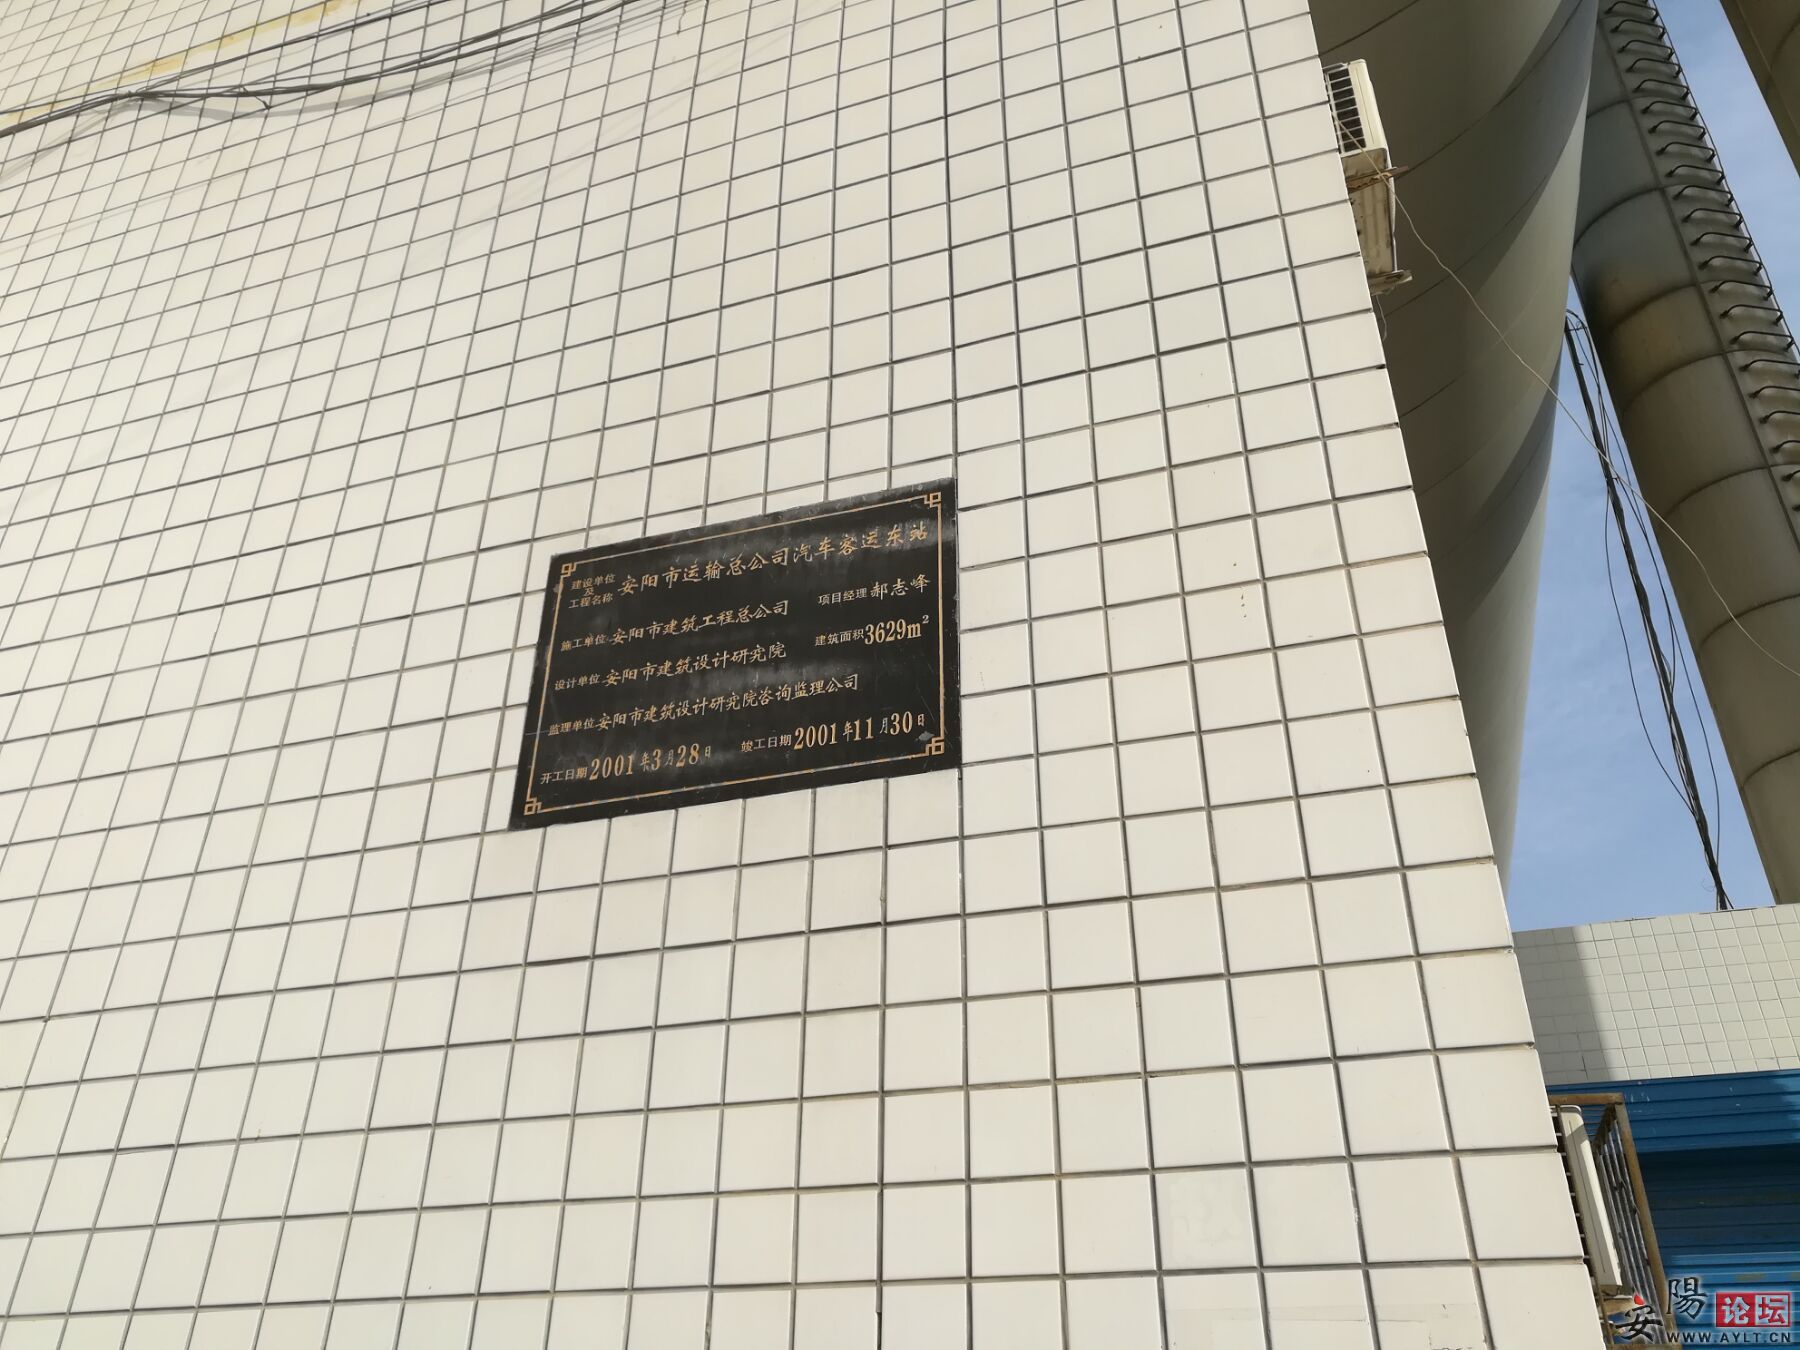 建设单位及工程名称 安阳市运输总公司汽车客运东站
施工单位 安阳市建筑工程总公司 项目经理 郝志峰
设计单位 安阳市建筑设计研究院 建筑面积 3629m²
监理单位 安阳市建筑设计研究院咨询监理公司
开工日期 2001年3月28日 竣工日期 2001年11月30日
安陽论坛
WWW.AYLT.CN